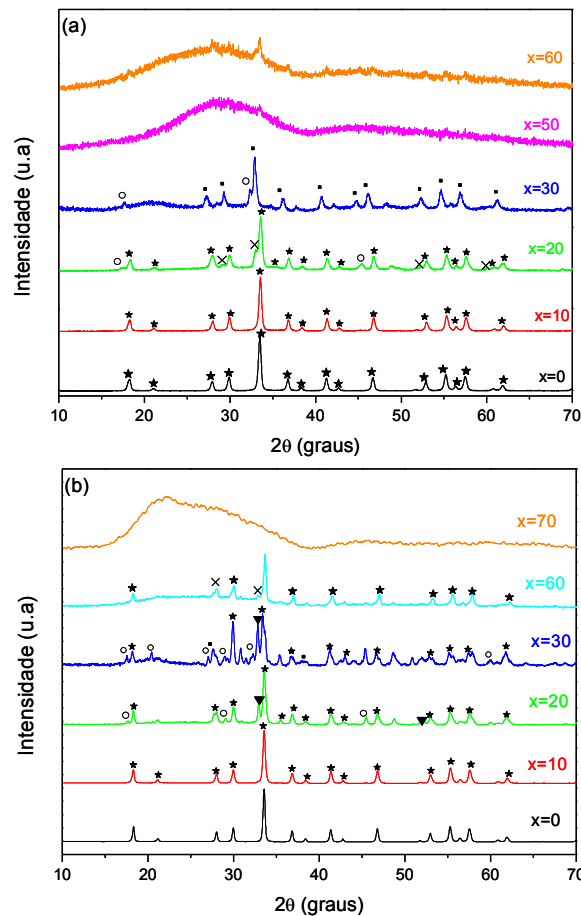 (a)
x=60
x=50
x=30
x=20
x=10
x=0
Intensidade (u.a)
10 20 30 40 50 60 70
2θ (graus)
(b)
x=70
x=60
x=30
x=20
x=10
x=0
Intensidade (u.a)
10 20 30 40 50 60 70
2θ (graus)